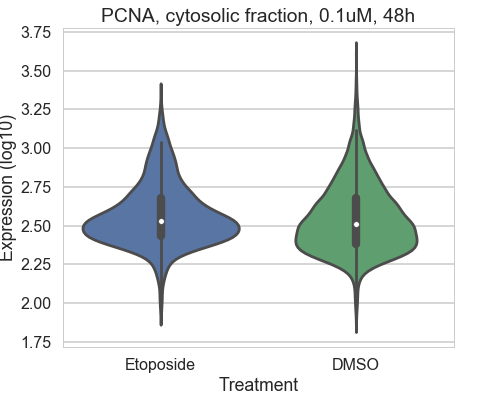 PCNA, cytosolic fraction, 0.1uM, 48h
Expression (log10)
3.75
3.50
3.25
3.00
2.75
2.50
2.25
2.00
1.75
Etoposide DMSO
Treatment